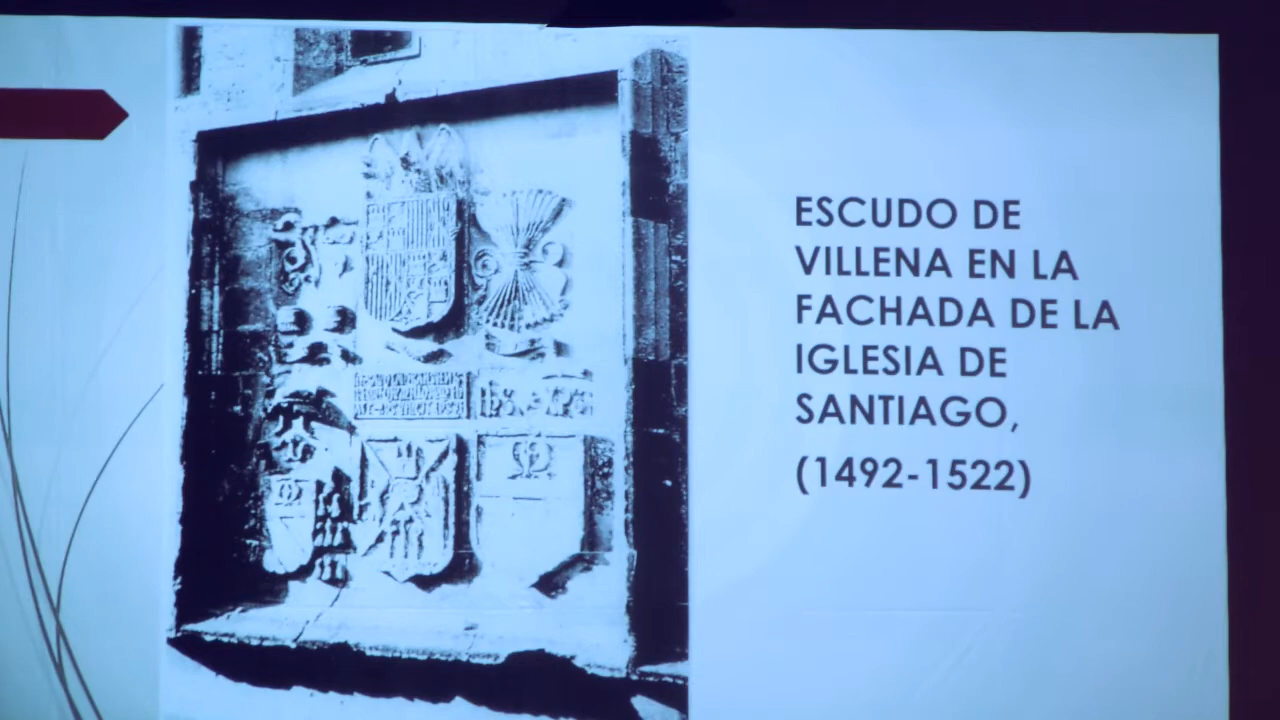 ESCUDO DE
VILLENA EN LA
FACHADA DE LA
IGLESIA DE
SANTIAGO,
(1492-1522)